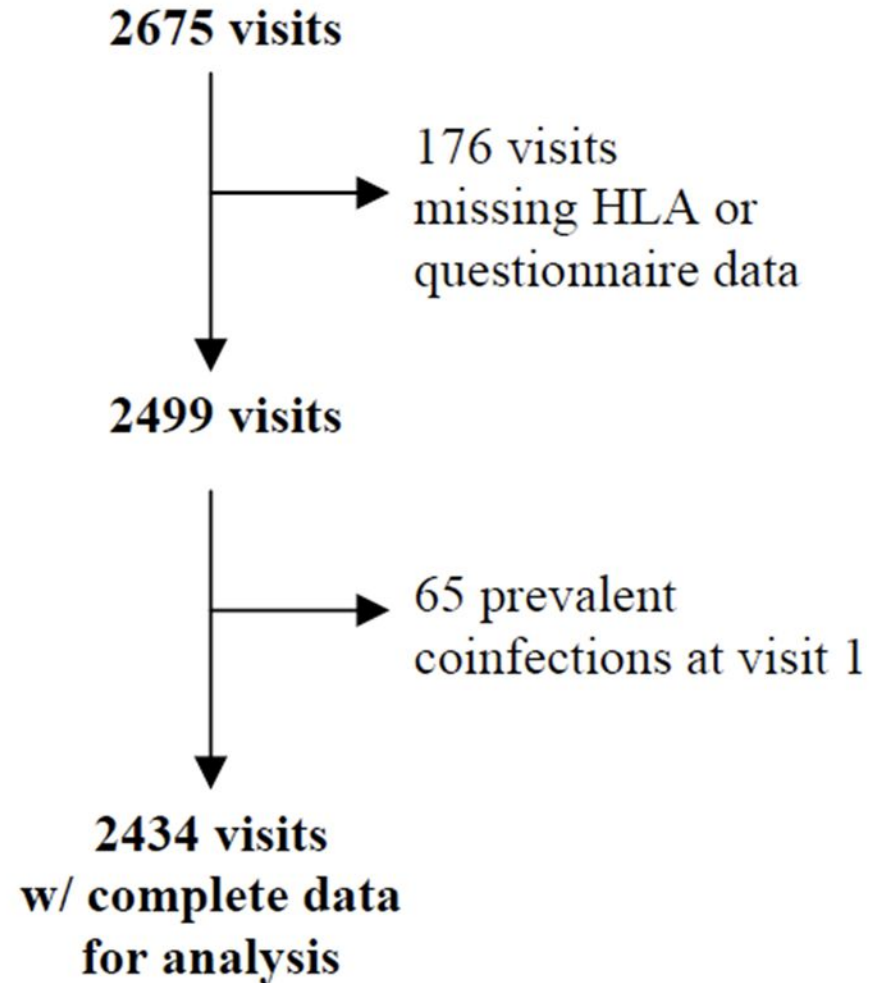 2675 visits
176 visits
missing HLA or
questionnaire data
2499 visits
65 prevalent
coinfections at visit 1
2434 visits
w/ complete data
for analysis